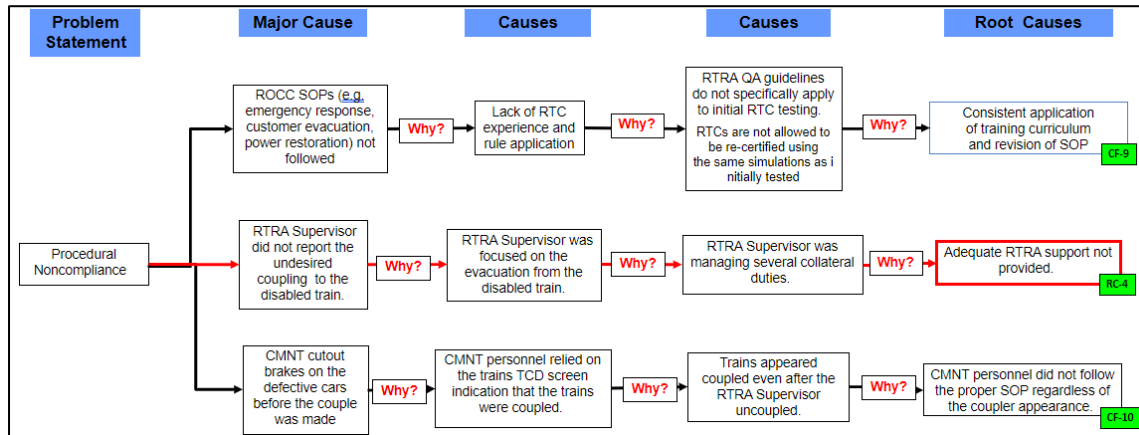 Problem
Statement
Major Cause
Causes
Causes
Root Causes
ROCC SOPs (e.g.
emergency response,
customer evacuation,
power restoration) not
followed
Why?
Lack of RTC
experience and
rule application
Why?
RTRA QA guidelines
do not specifically apply
to initial RTC testing.
RTCs are not allowed to
be re-certified using
the same simulations as i
nitially tested
Why?
Consistent application
of training curriculum
and revision of SOP
CF-9
Procedural
Noncompliance
RTRA Supervisor
did not report the
undesired
coupling to the
disabled train.
Why?
RTRA Supervisor was
focused on the
evacuation from the
disabled train.
Why?
RTRA Supervisor was
managing several collateral
duties.
Why?
Adequate RTRA support not
provided.
RC-4
CMNT cutout
brakes on the
defective cars
before the couple
was made
Why?
CMNT personnel relied on
the trains TCD screen
indication that the trains
were coupled.
Why?
Trains appeared
coupled even after the
RTRA Supervisor
uncoupled.
Why?
CMNT personnel did not follow
the proper SOP regardless of
the coupler appearance.
CF-10